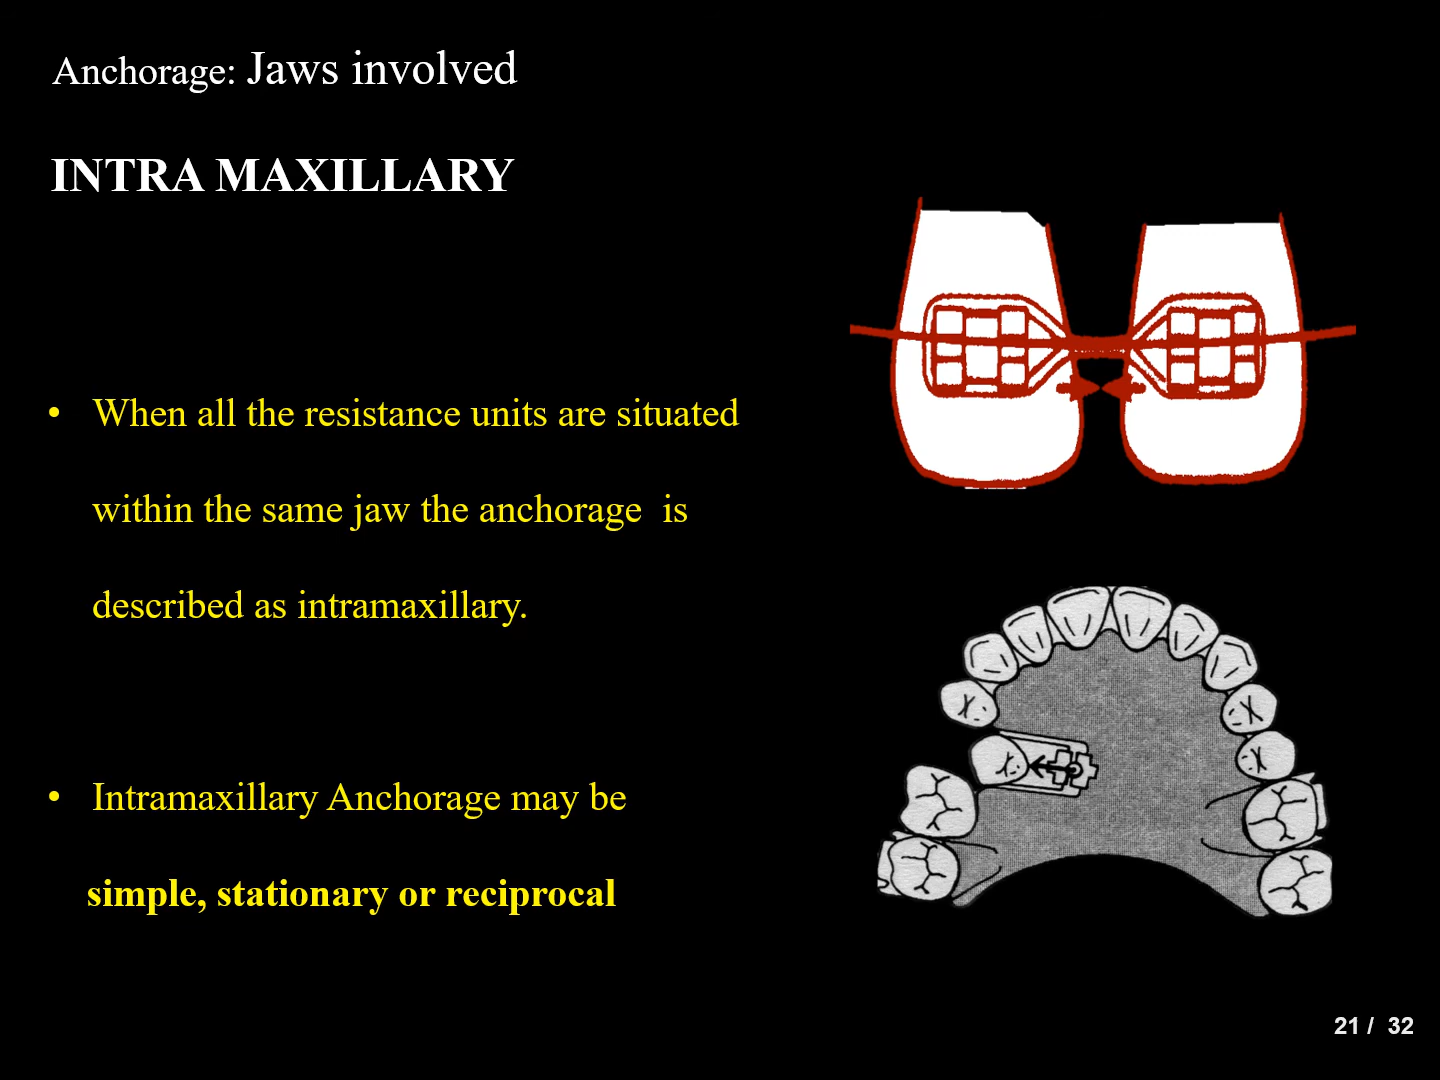 Anchorage: Jaws involved
INTRA MAXILLARY
• When all the resistance units are situated
within the same jaw the anchorage  is
described as intramaxillary.
• Intramaxillary Anchorage may be
simple, stationary or reciprocal
21 /  32